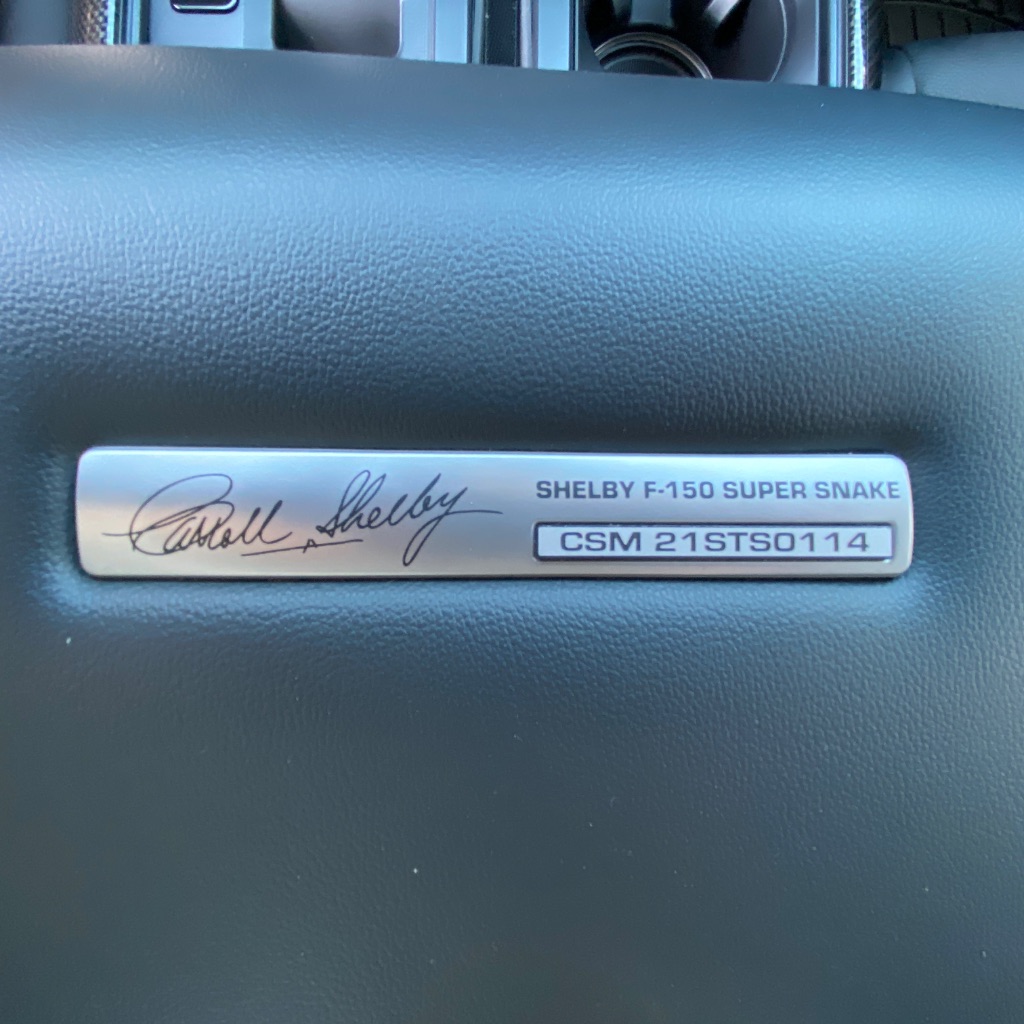 Carroll Shelby
SHELBY F-150 SUPER SNAKE
CSM 21STS0114